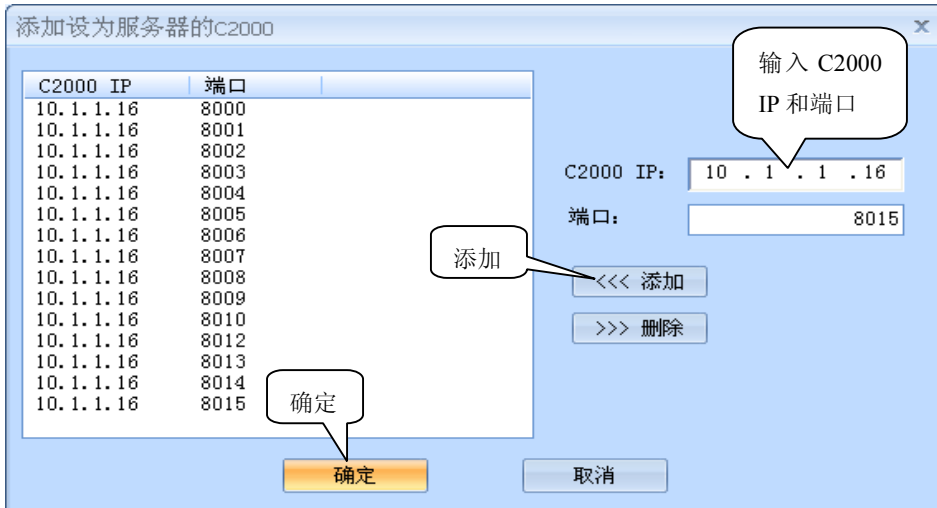 添加设为服务器的C2000
x
输入 C2000
IP 和端口
C2000 IP 端口
10.1.1.16 8000
10.1.1.16 8001
10.1.1.16 8002
10.1.1.16 8003
10.1.1.16 8004
10.1.1.16 8005
10.1.1.16 8006
10.1.1.16 8007
10.1.1.16 8008
10.1.1.16 8009
10.1.1.16 8010
10.1.1.16 8012
10.1.1.16 8013
10.1.1.16 8014
10.1.1.16 8015
C2000 IP: 10 . 1 . 1 . 16
端口: 8015
添加
<<< 添加
>>> 删除
确定
确定 取消